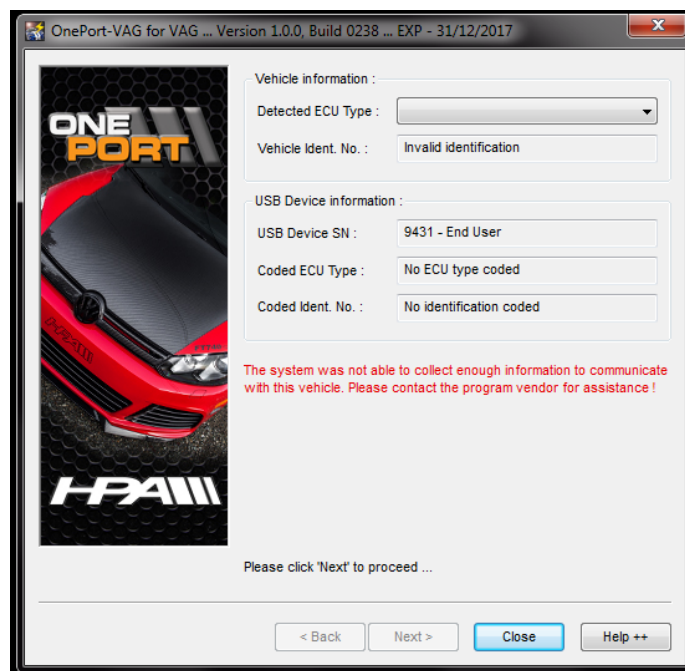 OnePort-VAG for VAG ... Version 1.0.0, Build 0238 ... EXP - 31/12/2017
ONE
PORT
HPA
HPA
Vehicle information :
Detected ECU Type :
Vehicle Ident. No. : Invalid identification
USB Device information :
USB Device SN : 9431 - End User
Coded ECU Type : No ECU type coded
Coded Ident. No. : No identification coded
The system was not able to collect enough information to communicate
with this vehicle. Please contact the program vendor for assistance !
Please click 'Next' to proceed ...
< Back Next > Close Help ++